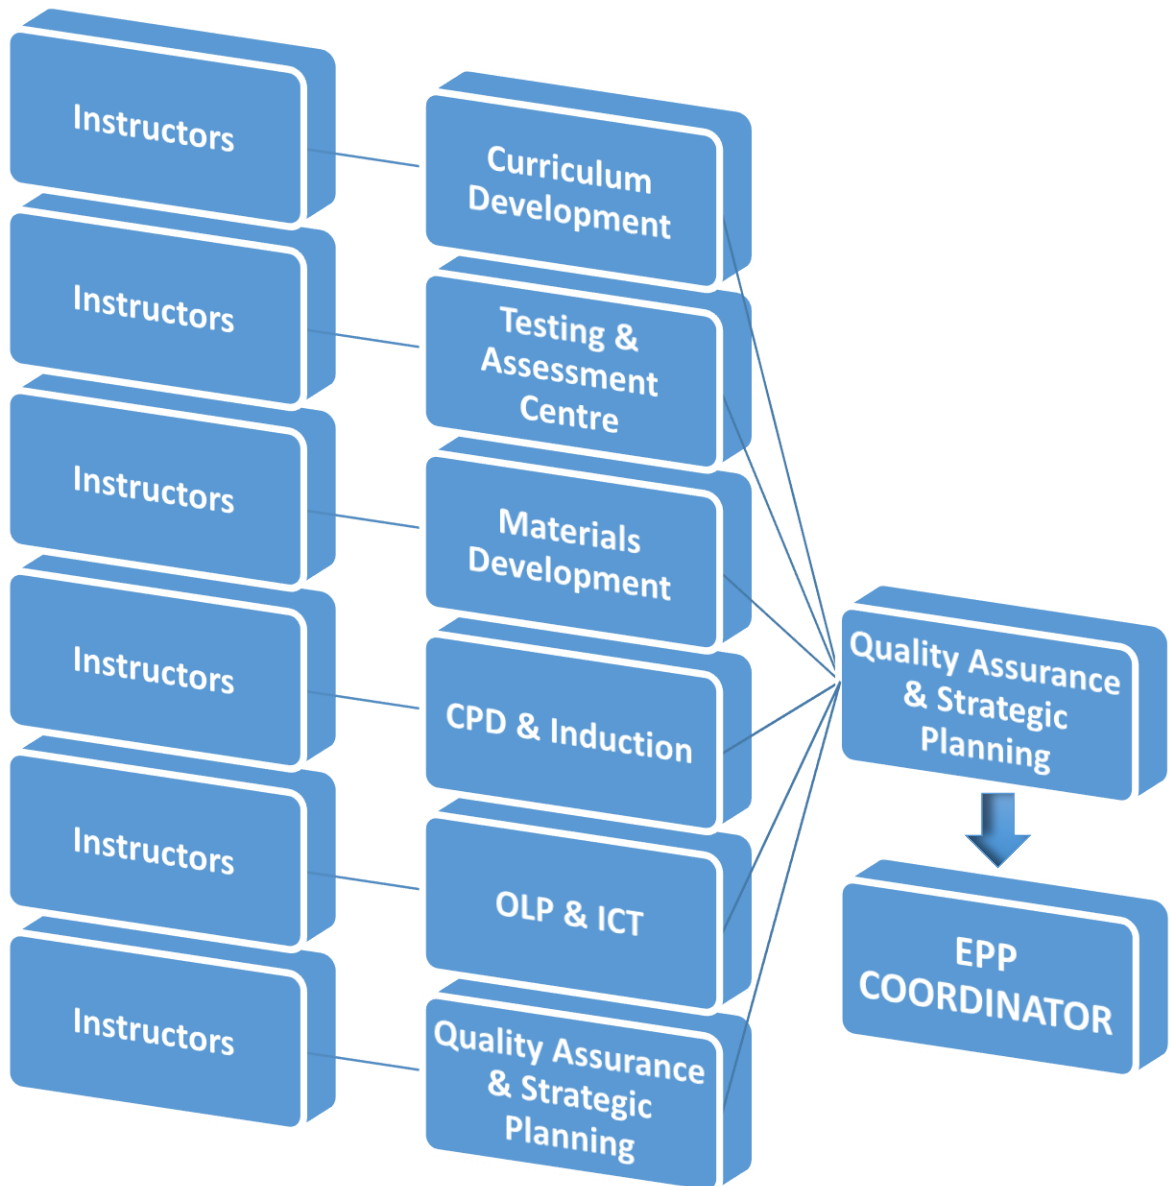 Instructors
Curriculum
Development
Instructors
Testing &
Assessment
Centre
Instructors
Materials
Development
Instructors
CPD & Induction
Instructors
OLP & ICT
Instructors
Quality Assurance
& Strategic
Planning
Quality Assurance
& Strategic
Planning
EPP
COORDINATOR